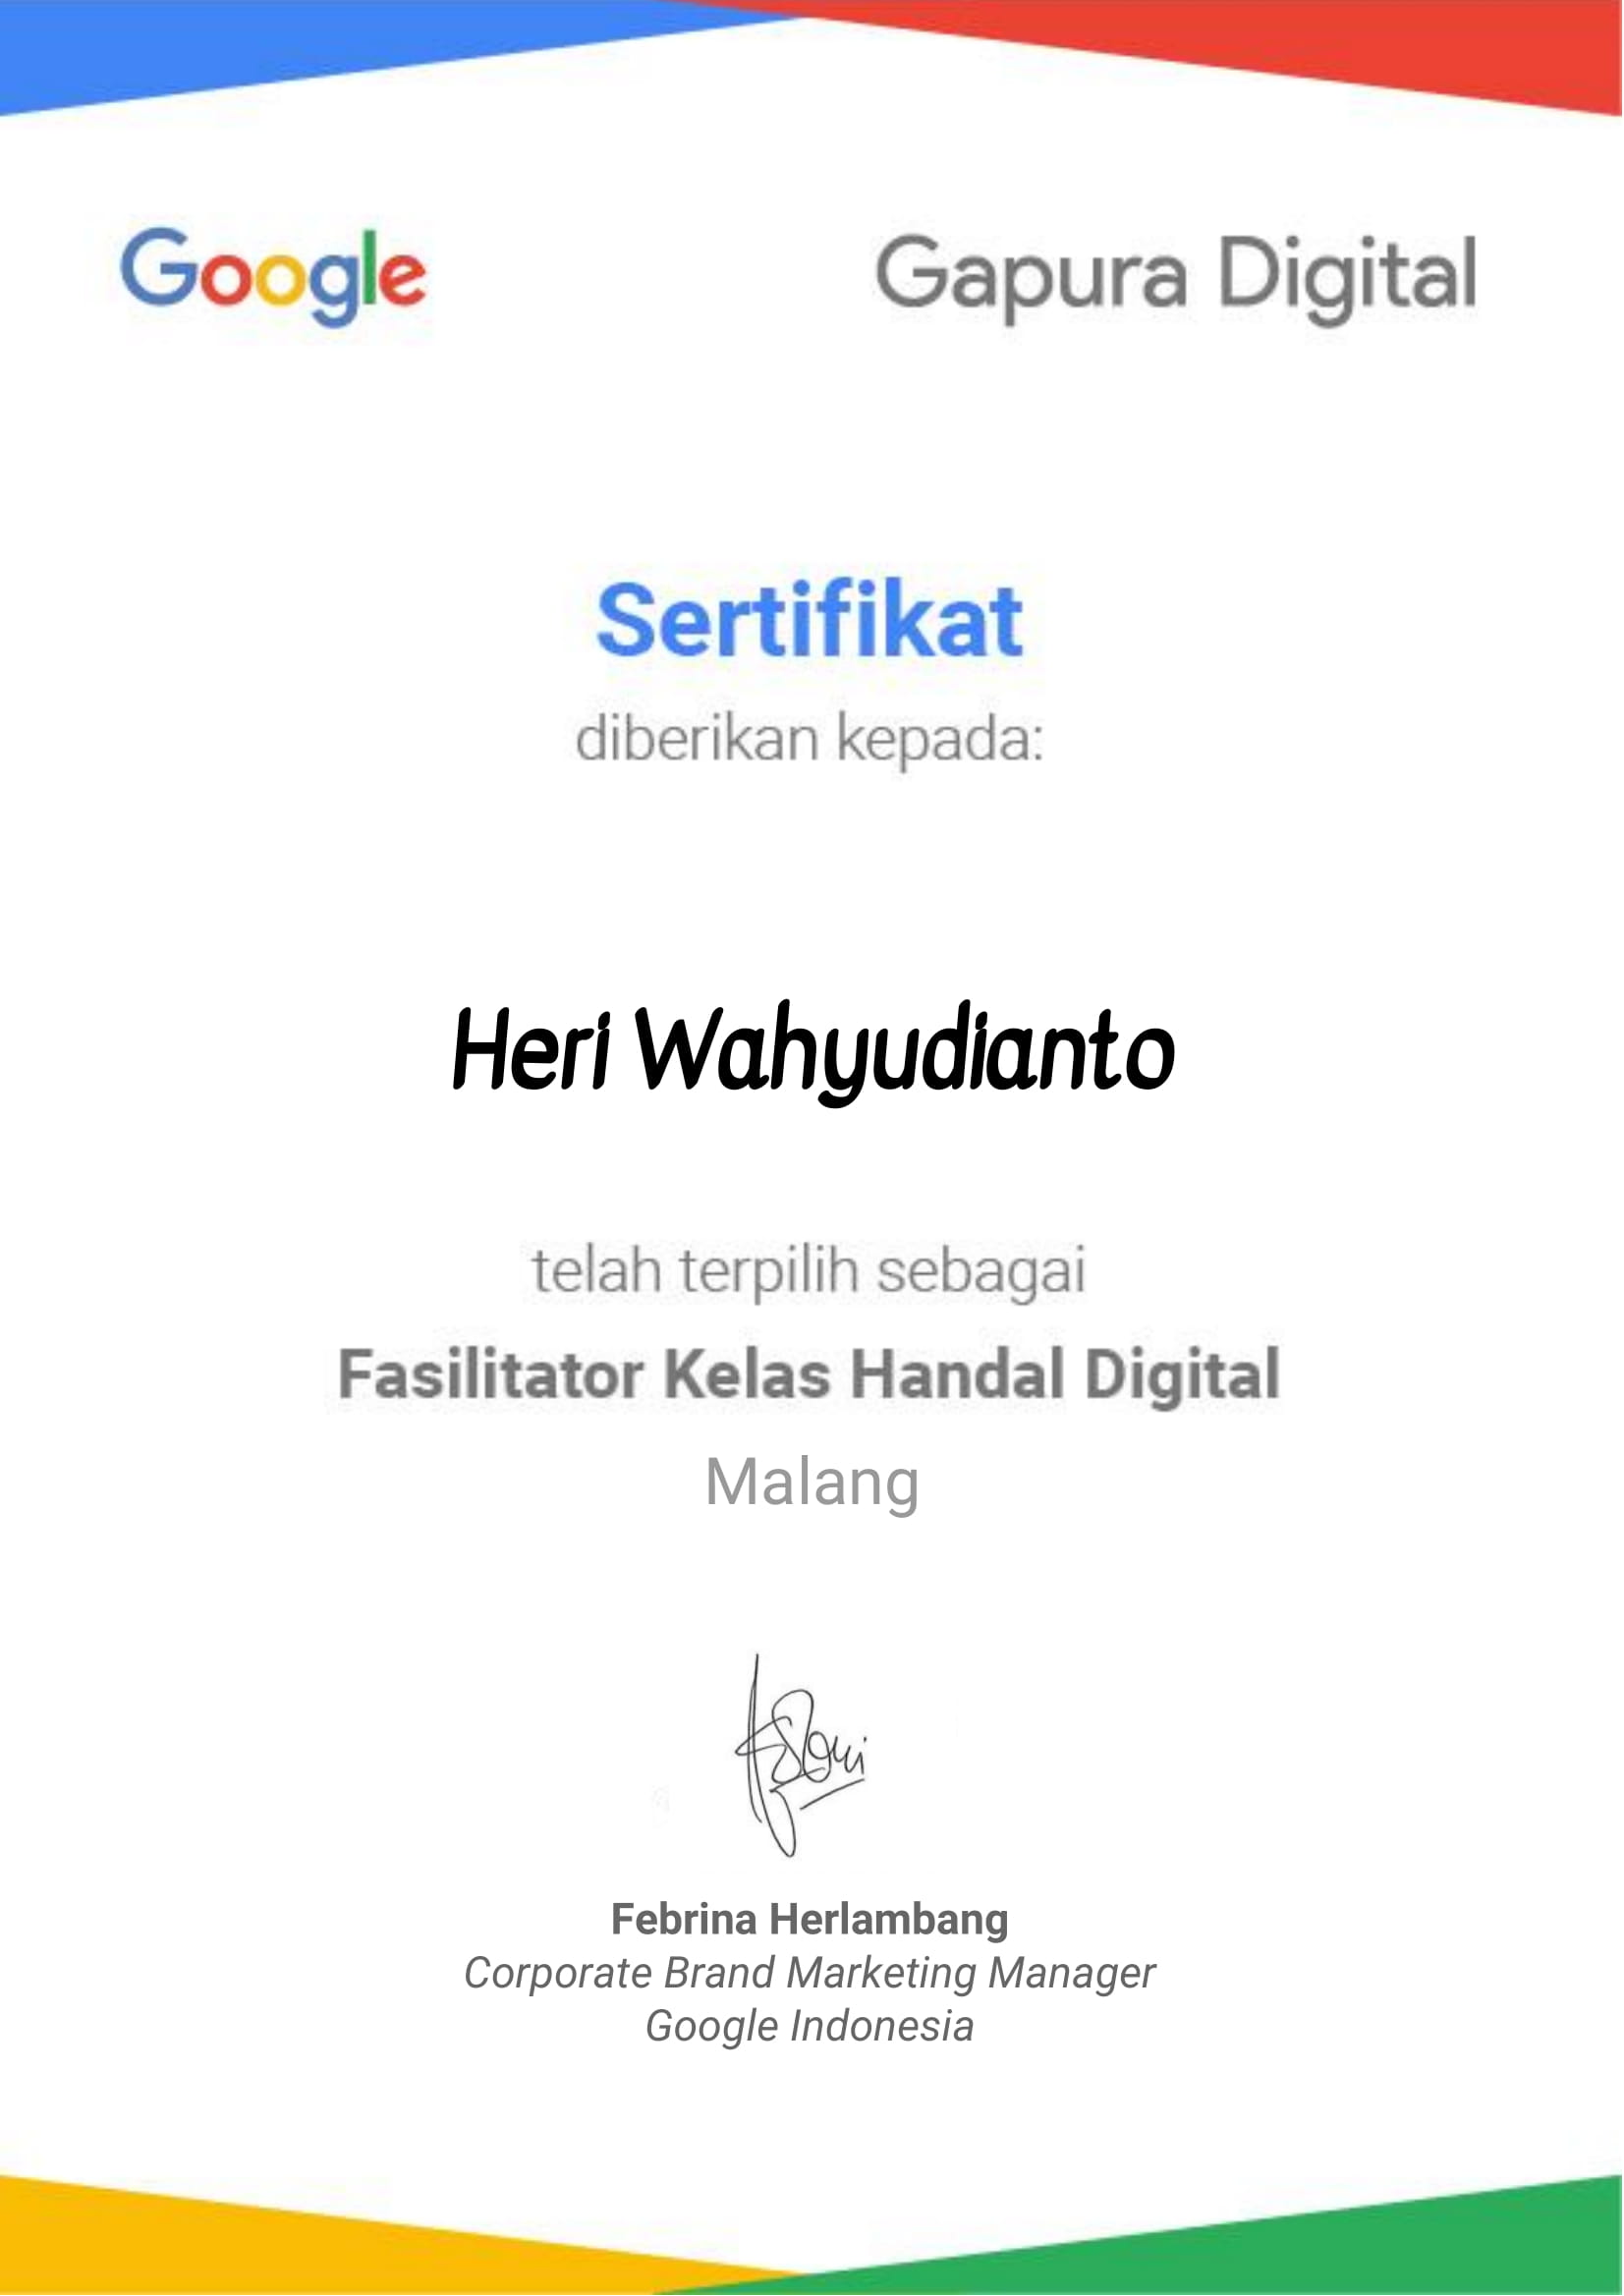 Google
Gapura Digital
Sertifikat
diberikan kepada:
Heri Wahyudianto
telah terpilih sebagai
Fasilitator Kelas Handal Digital
Malang
Febrina Herlambang
Corporate Brand Marketing Manager
Google Indonesia